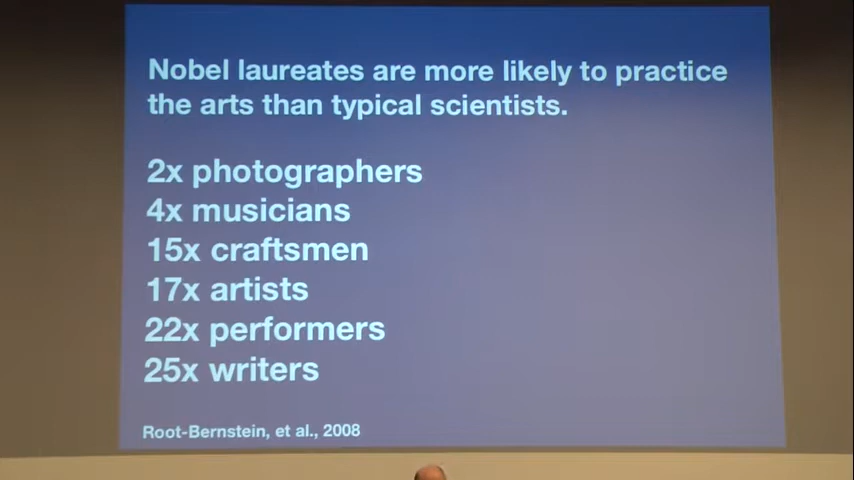 Nobel laureates are more likely to practice
the arts than typical scientists.
2x photographers
4x musicians
15x craftsmen
17x artists
22x performers
25x writers
Root-Bernstein, et al., 2008